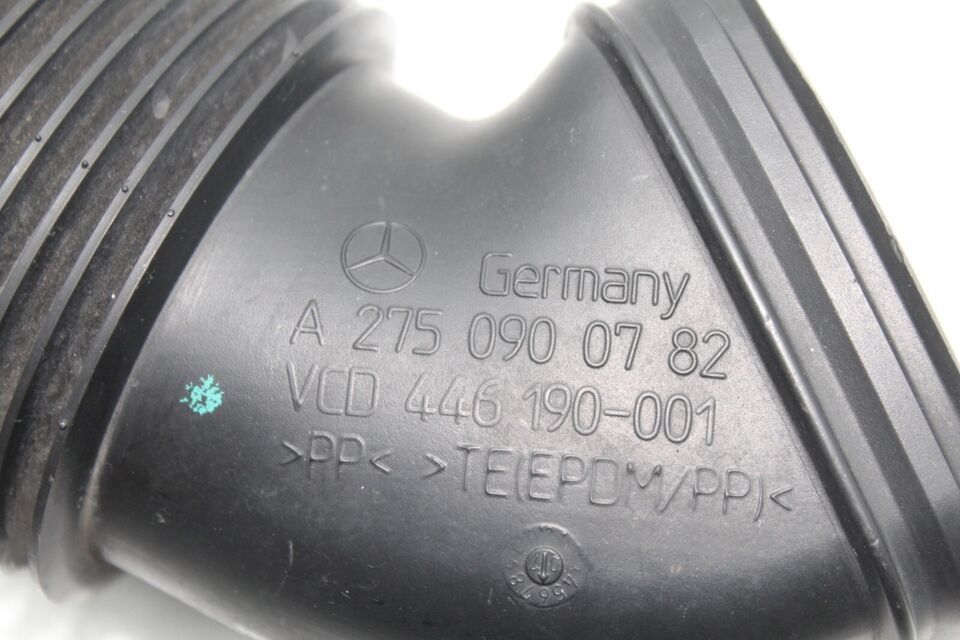 Germany
A 275 090 07 82
VCD 446 190-001
>PP< >TE(EPDM/PP)<